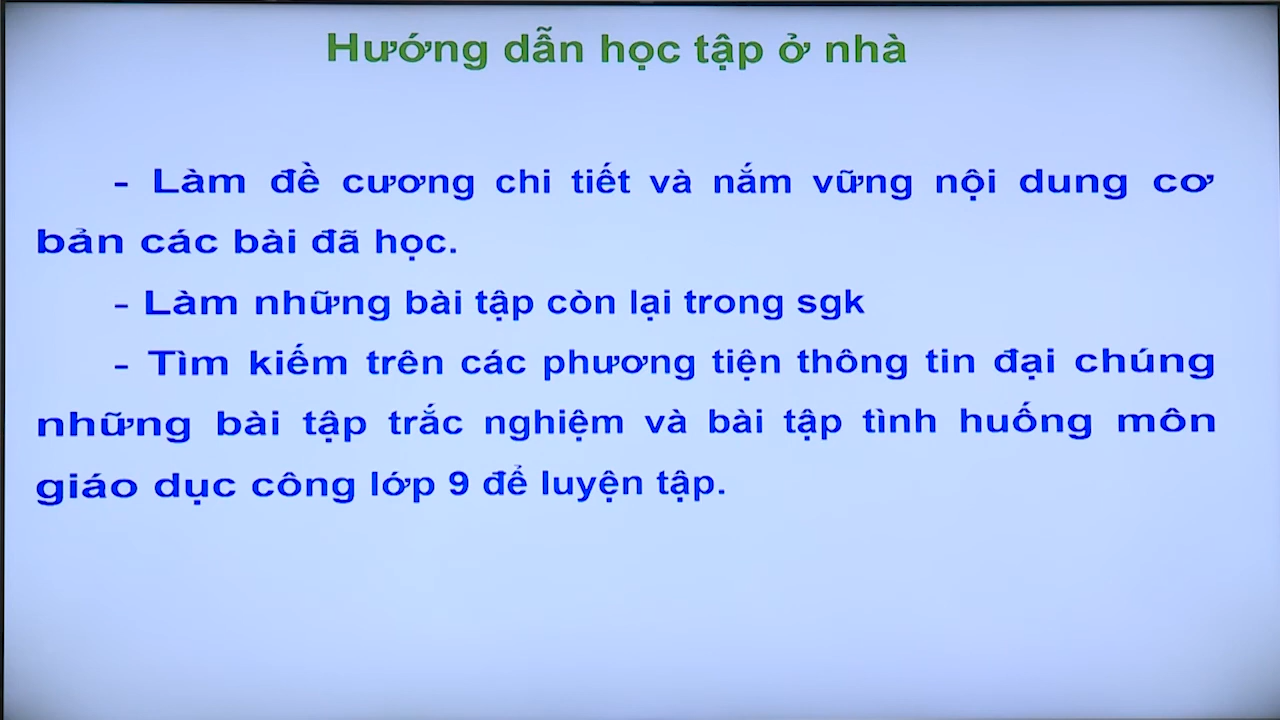 Hướng dẫn học tập ở nhà
- Làm đề cương chi tiết và nắm vững nội dung cơ
bản các bài đã học.
- Làm những bài tập còn lại trong sgk
- Tìm kiếm trên các phương tiện thông tin đại chúng
những bài tập trắc nghiệm và bài tập tình huống môn
giáo dục công lớp 9 để luyện tập.